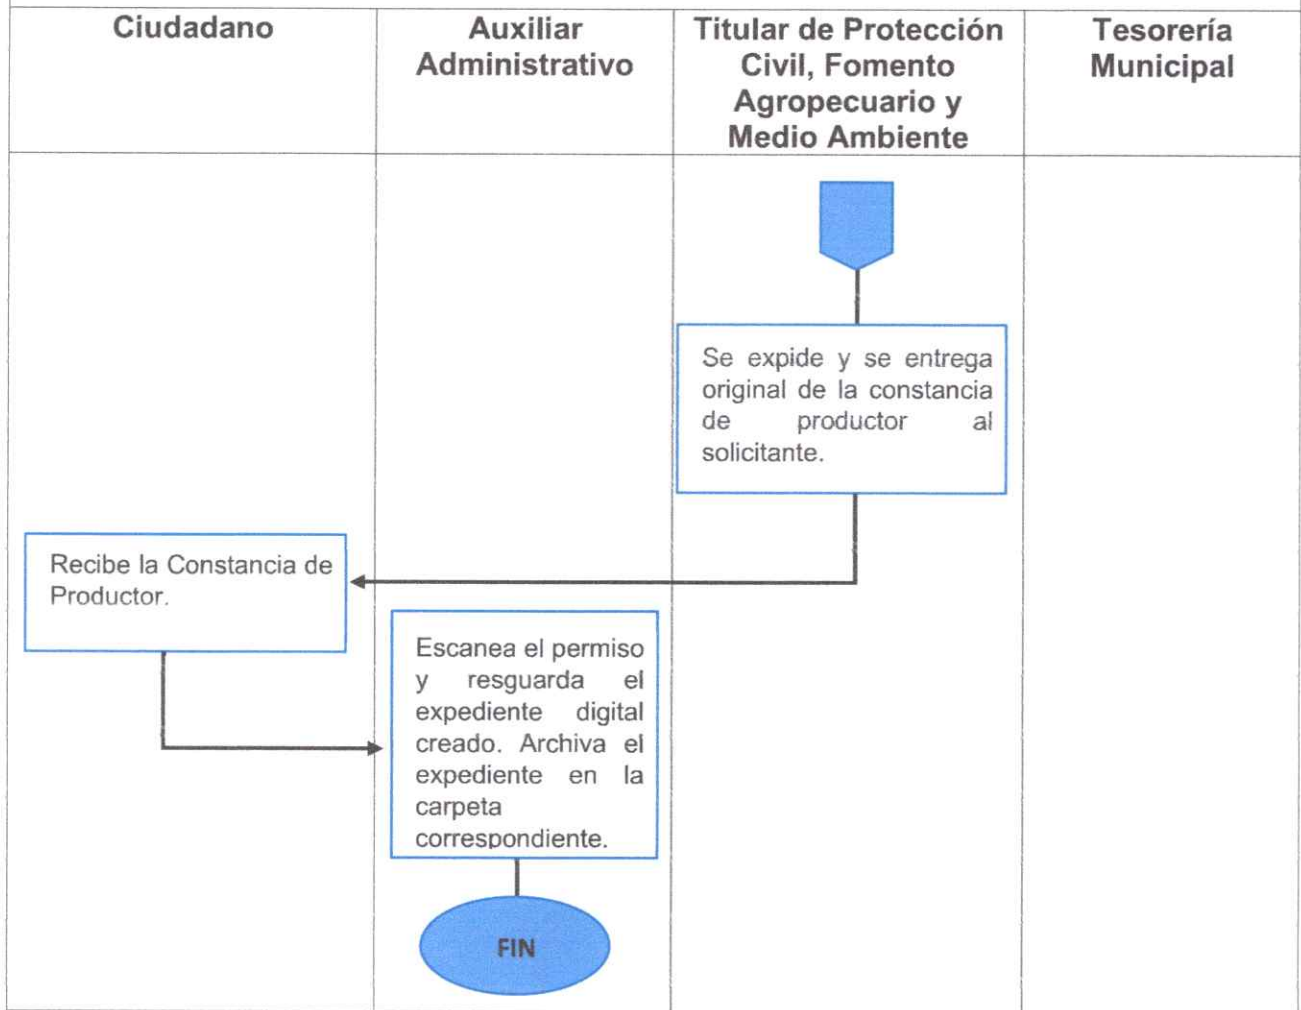 Ciudadano
Auxiliar
Administrativo
Titular de Protección
Civil, Fomento
Agropecuario y
Medio Ambiente
Tesorería
Municipal
Se expide y se entrega
original de la constancia
de productor al
solicitante.
Recibe la Constancia de
Productor.
Escanea el permiso
y resguarda el
expediente digital
creado. Archiva el
expediente en la
carpeta
correspondiente.
FIN